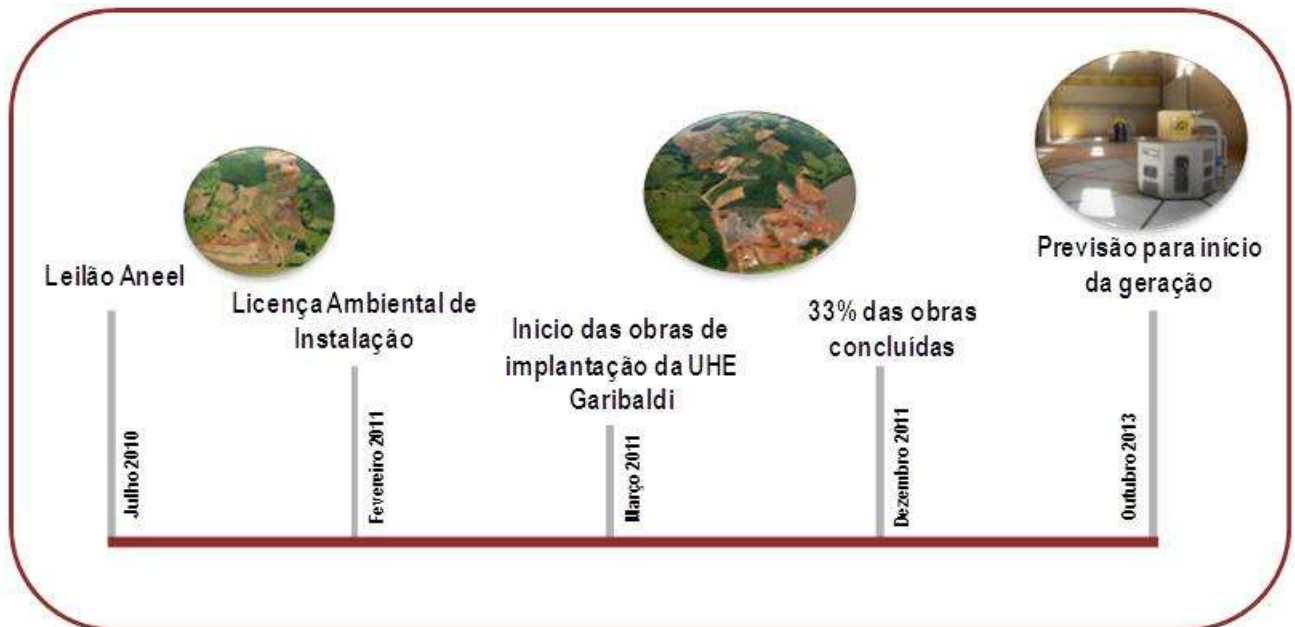 Leilão Aneel
Julho 2010
Licença Ambiental de
Instalação
Fevereiro 2011
Inicio das obras de
implantação da UHE
Garibaldi
Março 2011
33% das obras
concluídas
Dezembro 2011
Previsão para início
da geração
Outubro 2013